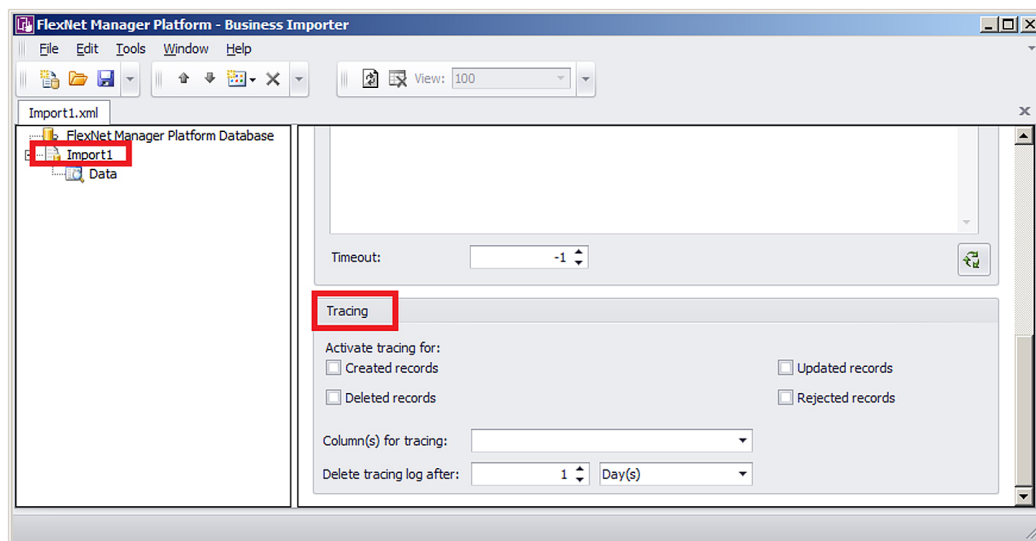 FlexNet Manager Platform - Business Importer
File Edit Tools Window Help
View: 100
Import1.xml
FlexNet Manager Platform Database
Import1
Data
Timeout: -1
Tracing
Activate tracing for:
Created records Updated records
Deleted records Rejected records
Column(s) for tracing:
Delete tracing log after: 1 Day(s)